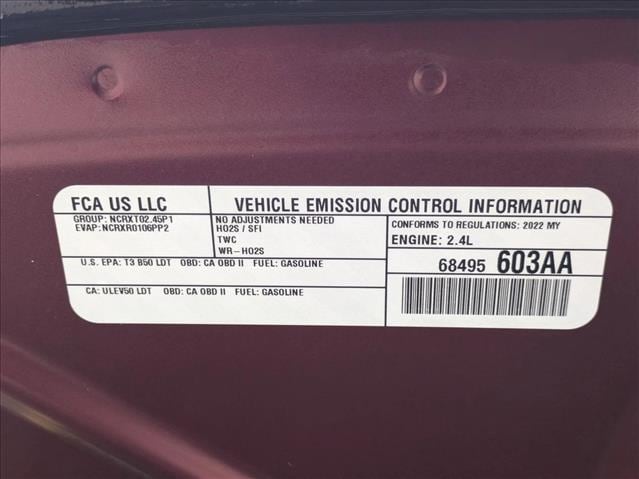 FCA US LLC
VEHICLE EMISSION CONTROL INFORMATION
GROUP: NCRXT02.45P1
EVAP: NCRXR0106PP2
NO ADJUSTMENTS NEEDED
HO2S / SFI
TWC
WR-HO2S
CONFORMS TO REGULATIONS: 2022 MY
ENGINE: 2.4L
U.S. EPA: T3 B50 LDT OBD: CA OBD II FUEL: GASOLINE
68495 603AA
CA: ULEV50 LDT OBD: CA OBD II FUEL: GASOLINE